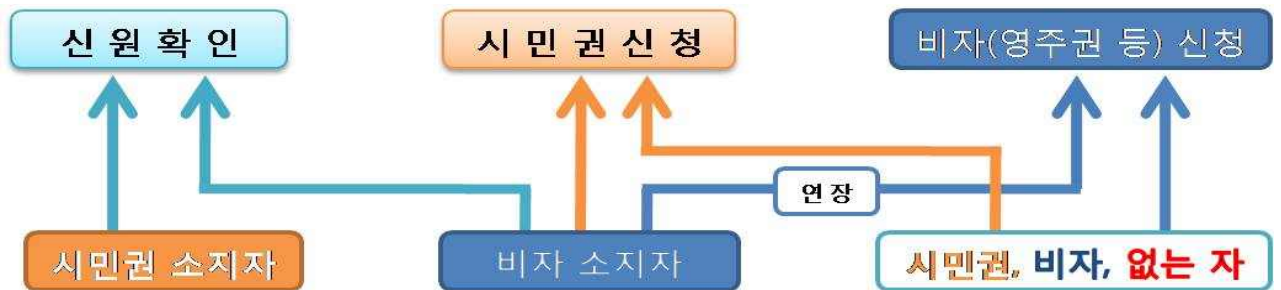 신 원 확 인
시 민 권 신 청
비자(영주권 등) 신청
연 장
시민권 소지자
비자 소지자
시민권, 비자, 없는 자